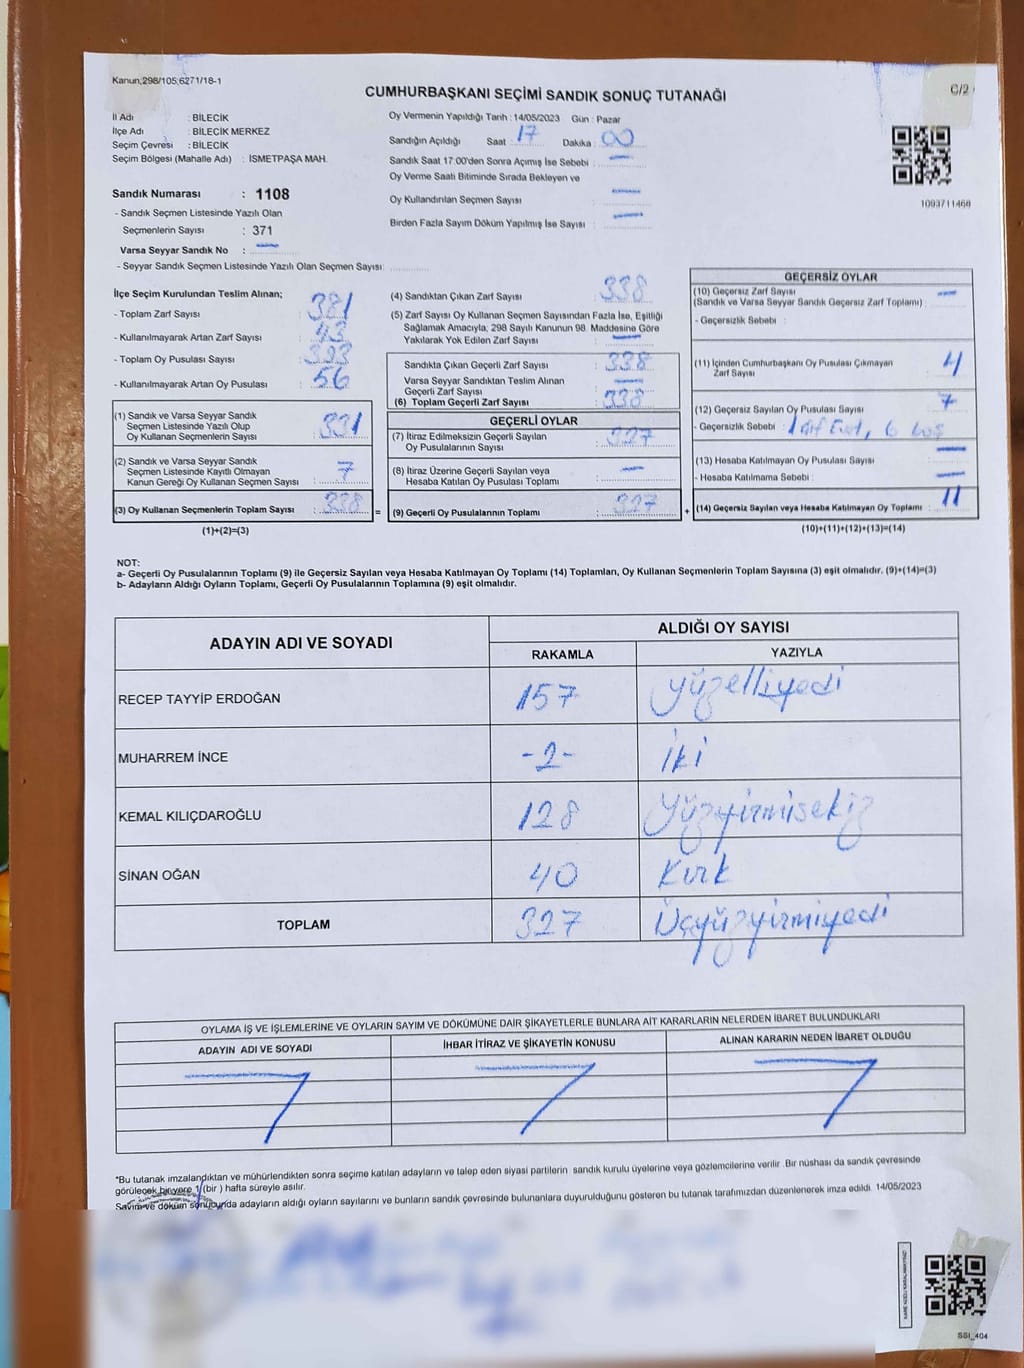 Kanun;298/105;6271/18-1
C/2
CUMHURBAŞKANI SEÇİMİ SANDIK SONUÇ TUTANAĞI
İl Adı : BİLECİK
İlçe Adı : BİLECİK MERKEZ
Seçim Çevresi : BİLECİK
Seçim Bölgesi (Mahalle Adı) : İSMETPAŞA MAH.
Sandık Numarası : 1108
- Sandık Seçmen Listesinde Yazılı Olan
Seçmenlerin Sayısı : 371
Varsa Seyyar Sandık No : —
- Seyyar Sandık Seçmen Listesinde Yazılı Olan Seçmen Sayısı:
Oy Vermenin Yapıldığı Tarih :14/05/2023 Gün : Pazar
Sandığın Açıldığı Saat 17 Dakika : 00
Sandık Saat 17:00'den Sonra Açımış İse Sebebi : —
Oy Verme Saati Bitiminde Sırada Bekleyen ve
Oy Kullandırılan Seçmen Sayısı : —
Birden Fazla Sayım Döküm Yapılmış İse Sayısı : —
1093711468
İlçe Seçim Kurulundan Teslim Alınan;
- Toplam Zarf Sayısı : 381
- Kullanılmayarak Artan Zarf Sayısı : 43
- Toplam Oy Pusulası Sayısı :
- Kullanılmayarak Artan Oy Pusulası : 56
(1) Sandık ve Varsa Seyyar Sandık
Seçmen Listesinde Yazılı Olup
Oy Kullanan Seçmenlerin Sayısı : 331
(2) Sandık ve Varsa Seyyar Sandık
Seçmen Listesinde Kayıtlı Olmayan
Kanun Gereği Oy Kullanan Seçmen Sayısı : 7
(3) Oy Kullanan Seçmenlerin Toplam Sayısı : 338 =
(1)+(2)=(3)
(4) Sandıktan Çıkan Zarf Sayısı : 338
(5) Zarf Sayısı Oy Kullanan Seçmen Sayısından Fazla İse, Eşitliği
Sağlamak Amacıyla; 298 Sayılı Kanunun 98. Maddesine Göre
Yakılarak Yok Edilen Zarf Sayısı : —
Sandıkta Çıkan Geçerli Zarf Sayısı : 338
Varsa Seyyar Sandıktan Teslim Alınan
Geçerli Zarf Sayısı : —
(6) Toplam Geçerli Zarf Sayısı : 338
GEÇERLİ OYLAR
(7) İtiraz Edilmeksizin Geçerli Sayılan
Oy Pusulalarının Sayısı : 327
(8) İtiraz Üzerine Geçerli Sayılan veya
Hesaba Katılan Oy Pusulası Toplamı : —
(9) Geçerli Oy Pusulalarının Toplamı : 327 +
GEÇERSİZ OYLAR
(10) Geçersiz Zarf Sayısı : —
(Sandık ve Varsa Seyyar Sandık Geçersiz Zarf Toplamı)
- Geçersizlik Sebebi :
(11) İçinden Cumhurbaşkanı Oy Pusulası Çıkmayan
Zarf Sayısı : 4
(12) Geçersiz Sayılan Oy Pusulası Sayısı : 7
- Geçersizlik Sebebi : 1 , 6 boş
(13) Hesaba Katılmayan Oy Pusulası Sayısı : —
- Hesaba Katılmama Sebebi : —
(14) Geçersiz Sayılan veya Hesaba Katılmayan Oy Toplamı : 11
(10)+(11)+(12)+(13)=(14)
NOT:
a- Geçerli Oy Pusulalarının Toplamı (9) ile Geçersiz Sayılan veya Hesaba Katılmayan Oy Toplamı (14) Toplamları, Oy Kullanan Seçmenlerin Toplam Sayısına (3) eşit olmalıdır. (9)+(14)=(3)
b- Adayların Aldığı Oyların Toplamı, Geçerli Oy Pusulalarının Toplamına (9) eşit olmalıdır.
ADAYIN ADI VE SOYADI ALDIĞI OY SAYISI
RAKAMLA YAZIYLA
RECEP TAYYİP ERDOĞAN 157 yüzelliyedi
MUHARREM İNCE -2- İki
KEMAL KILIÇDAROĞLU 128 Yüzyirmisekiz
SİNAN OĞAN 40 Kırk
TOPLAM 327 Üçyüzyirmiyedi
OYLAMA İŞ VE İŞLEMLERİNE VE OYLARIN SAYIM VE DÖKÜMÜNE DAİR ŞİKAYETLERLE BUNLARA AİT KARARLARIN NELERDEN İBARET BULUNDUKLARI
ADAYIN ADI VE SOYADI İHBAR İTİRAZ VE ŞİKAYETİN KONUSU ALINAN KARARIN NEDEN İBARET OLDUĞU
*Bu tutanak imzalandıktan ve mühürlendikten sonra seçime katılan adayların ve talep eden siyasi partilerin sandık kurulu üyelerine veya gözlemcilerine verilir. Bir nüshası da sandık çevresinde
görülecek bir yere 1 (bir ) hafta süreyle asılır.
Sayım ve döküm sonucunda adayların aldığı oyların sayılarını ve bunların sandık çevresinde bulunanlara duyurulduğunu gösteren bu tutanak tarafımızdan düzenlenerek imza edildi. 14/05/2023
KARE KODU KARALAMAYINIZ!
SSI_404